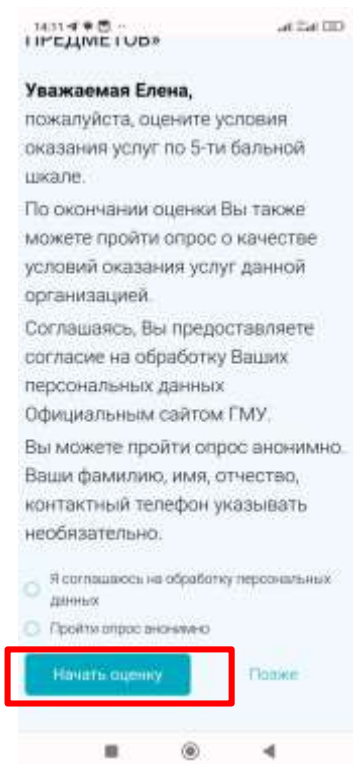 14:11
ПРЕДМЕТОВ»
Уважаемая Елена,
пожалуйста, оцените условия
оказания услуг по 5-ти бальной
шкале.
По окончании оценки Вы также
можете пройти опрос о качестве
условий оказания услуг данной
организацией.
Соглашаясь, Вы предоставляете
согласие на обработку Ваших
персональных данных
Официальным сайтом ГМУ.
Вы можете пройти опрос анонимно.
Ваши фамилию, имя, отчество,
контактный телефон указывать
необязательно.
Я соглашаюсь на обработку персональных
данных
Пройти опрос анонимно
Начать оценку
Позже